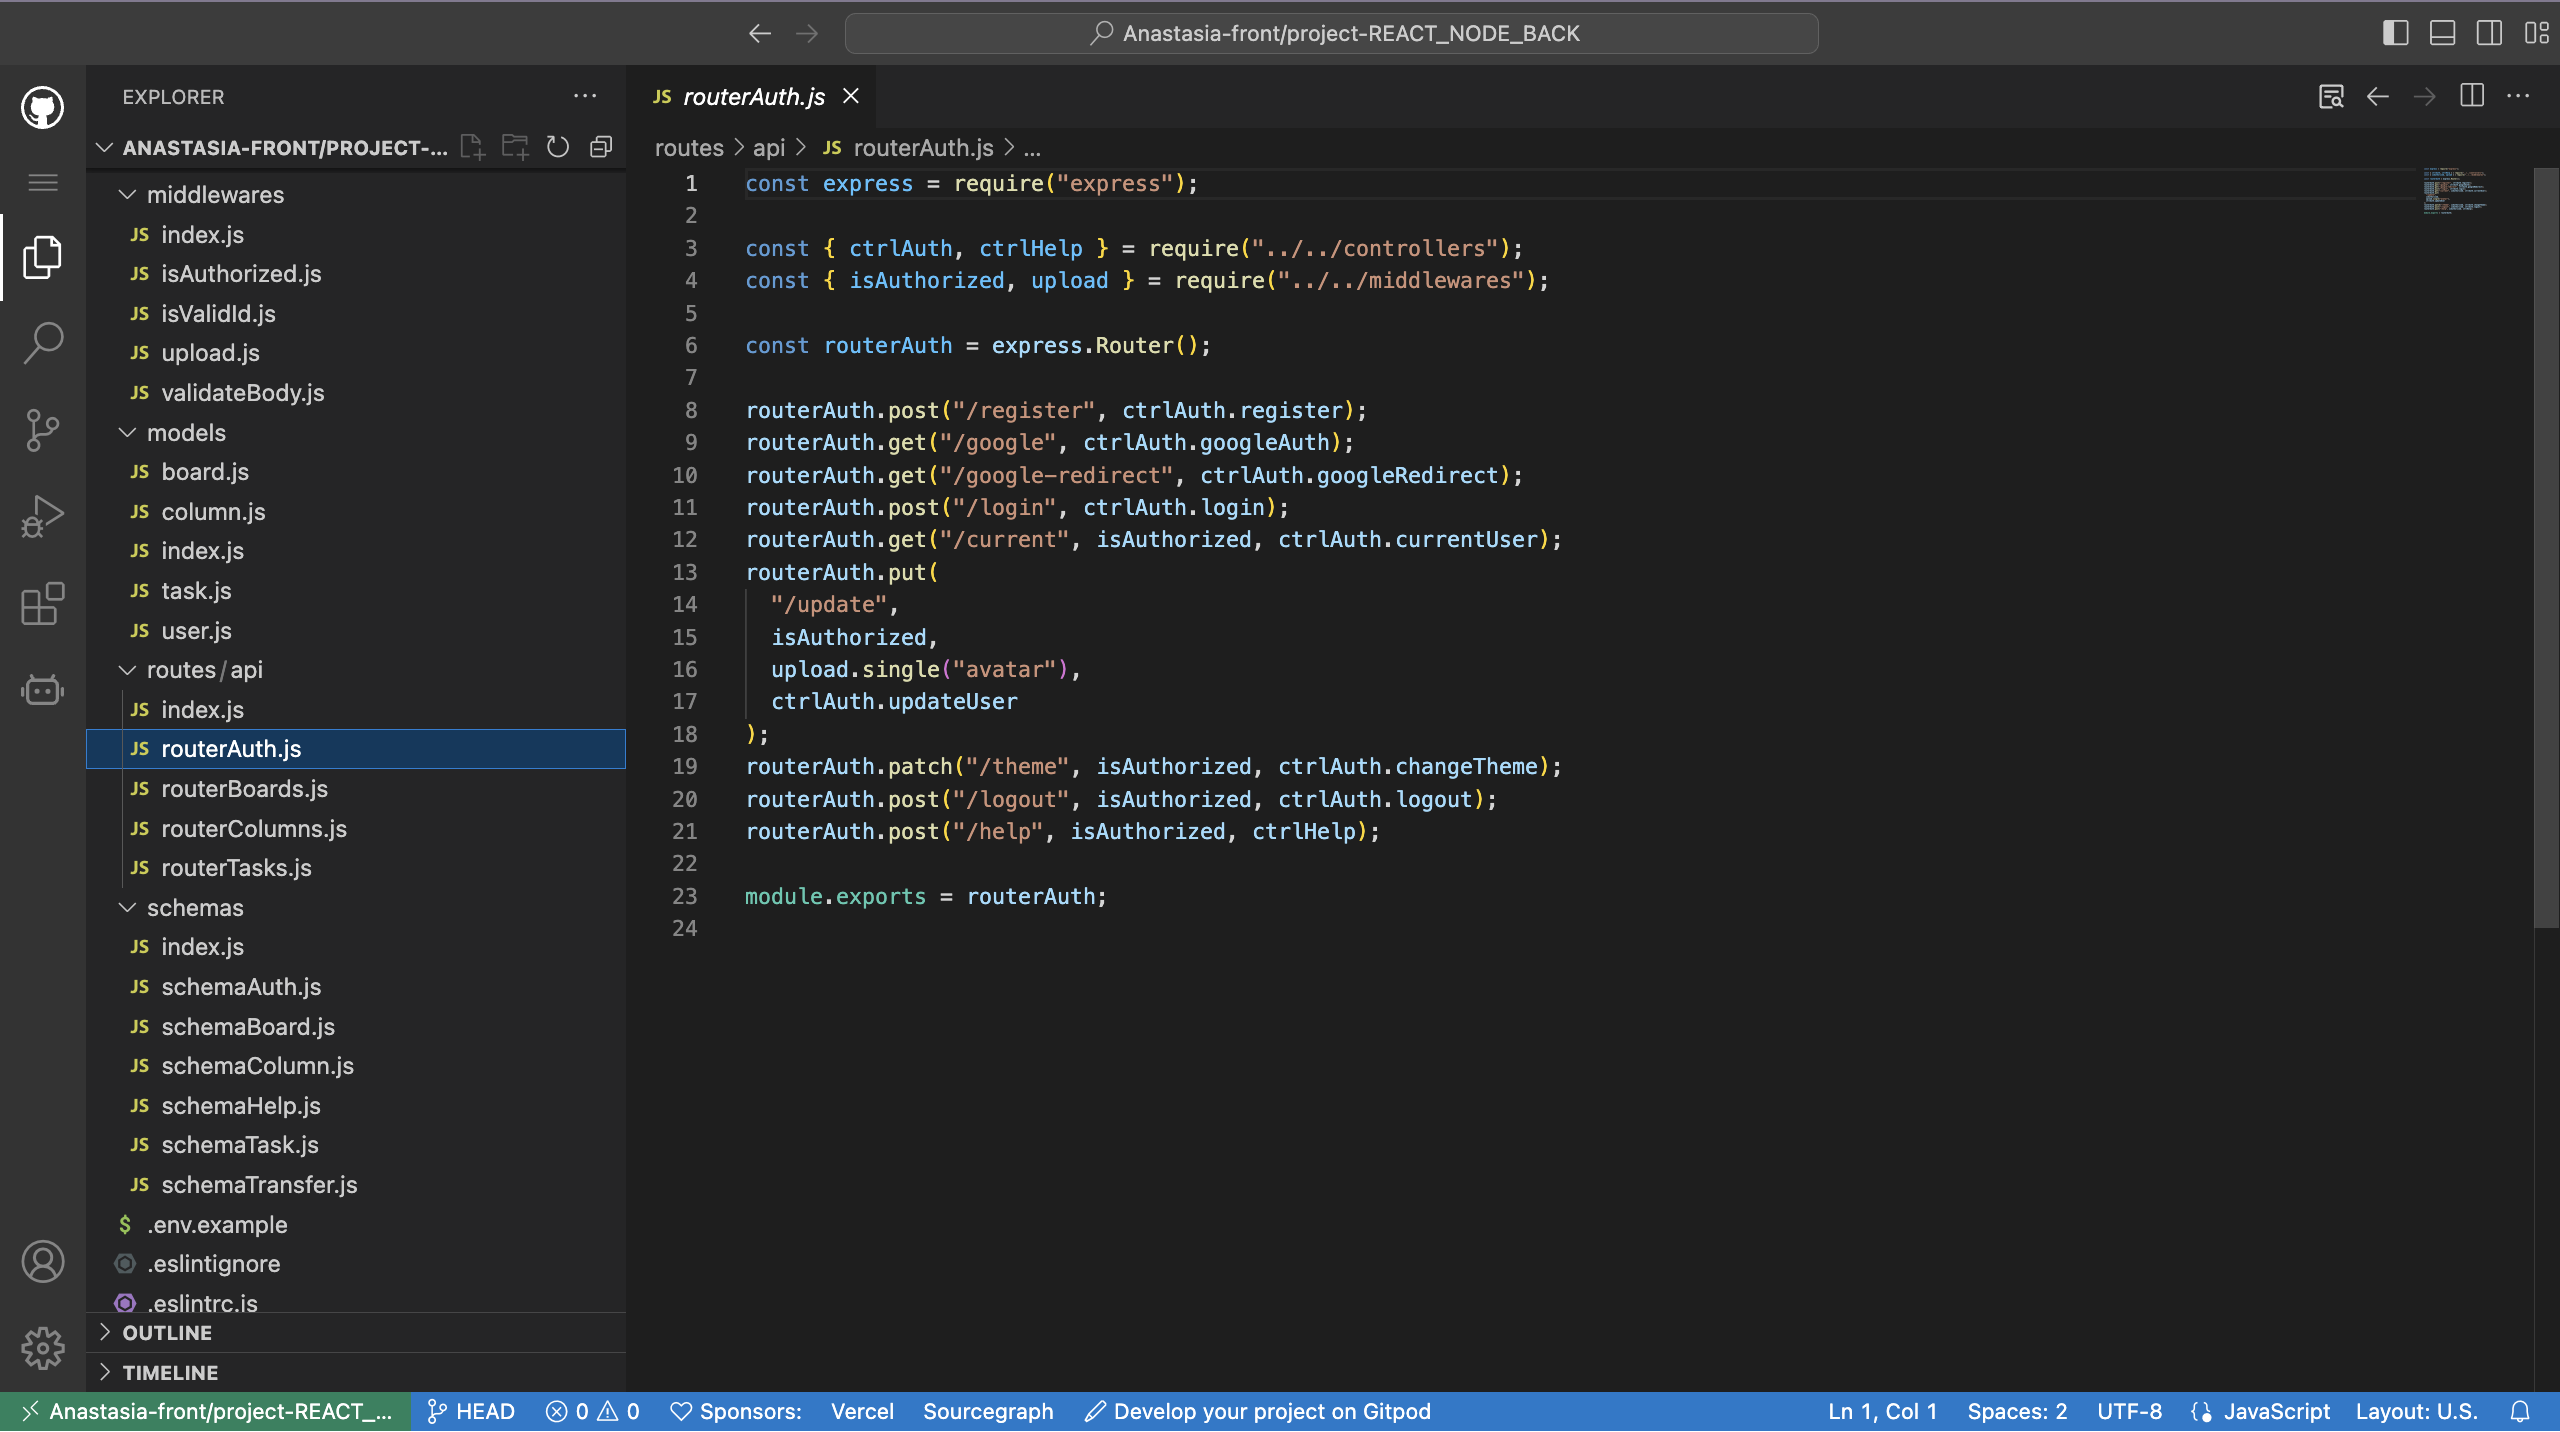 Anastasia-front/project-REACT_NODE_BACK
EXPLORER
ANASTASIA-FRONT/PROJECT-...
middlewares
JS index.js
JS isAuthorized.js
JS isValidId.js
JS upload.js
JS validateBody.js
models
JS board.js
JS column.js
JS index.js
JS task.js
JS user.js
routes/api
JS index.js
JS routerAuth.js
JS routerBoards.js
JS routerColumns.js
JS routerTasks.js
schemas
JS index.js
JS schemaAuth.js
JS schemaBoard.js
JS schemaColumn.js
JS schemaHelp.js
JS schemaTask.js
JS schemaTransfer.js
$ .env.example
.eslintignore
.eslintrc.js
OUTLINE
TIMELINE
JS routerAuth.js
routes > api > JS routerAuth.js > ...
1 const express = require("express");
2
3 const { ctrlAuth, ctrlHelp } = require("../../controllers");
4 const { isAuthorized, upload } = require("../../middlewares");
5
6 const routerAuth = express.Router();
7
8 routerAuth.post("/register", ctrlAuth.register);
9 routerAuth.get("/google", ctrlAuth.googleAuth);
10 routerAuth.get("/google-redirect", ctrlAuth.googleRedirect);
11 routerAuth.post("/login", ctrlAuth.login);
12 routerAuth.get("/current", isAuthorized, ctrlAuth.currentUser);
13 routerAuth.put(
14 "/update",
15 isAuthorized,
16 upload.single("avatar"),
17 ctrlAuth.updateUser
18 );
19 routerAuth.patch("/theme", isAuthorized, ctrlAuth.changeTheme);
20 routerAuth.post("/logout", isAuthorized, ctrlAuth.logout);
21 routerAuth.post("/help", isAuthorized, ctrlHelp);
22
23 module.exports = routerAuth;
24
Anastasia-front/project-REACT_... HEAD 0 0 Sponsors: Vercel Sourcegraph Develop your project on Gitpod Ln 1, Col 1 Spaces: 2 UTF-8 JavaScript Layout: U.S.